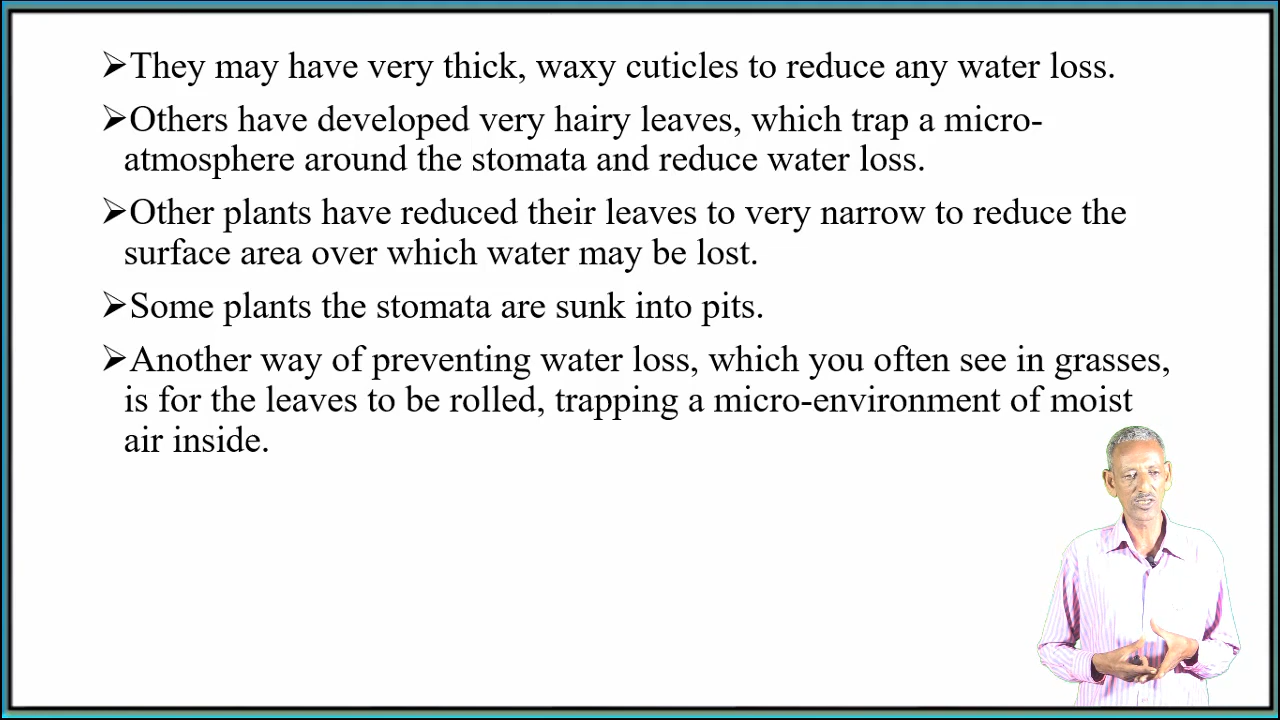 ➢They may have very thick, waxy cuticles to reduce any water loss.
➢Others have developed very hairy leaves, which trap a micro-
atmosphere around the stomata and reduce water loss.
➢Other plants have reduced their leaves to very narrow to reduce the
surface area over which water may be lost.
➢Some plants the stomata are sunk into pits.
➢Another way of preventing water loss, which you often see in grasses,
is for the leaves to be rolled, trapping a micro-environment of moist
air inside.